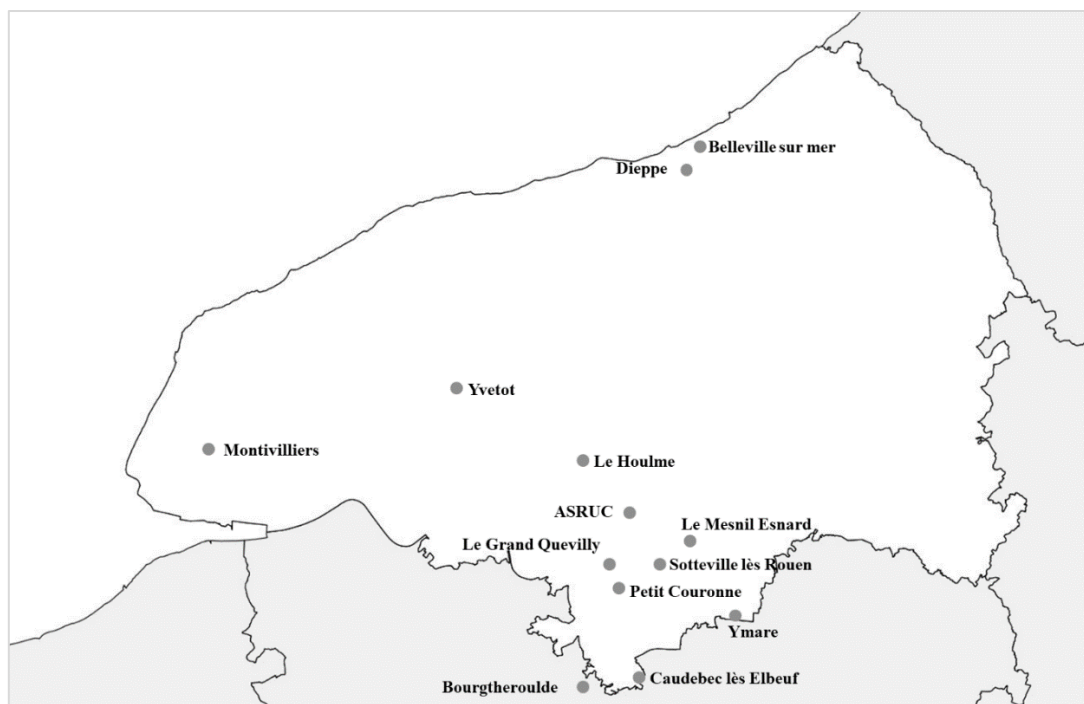 Belleville sur mer
Dieppe
Yvetot
Montivilliers
Le Houlme
ASRUC
Le Mesnil Esnard
Le Grand Quevilly
Sotteville lès Rouen
Petit Couronne
Ymare
Caudebec lès Elbeuf
Bourgtheroulde